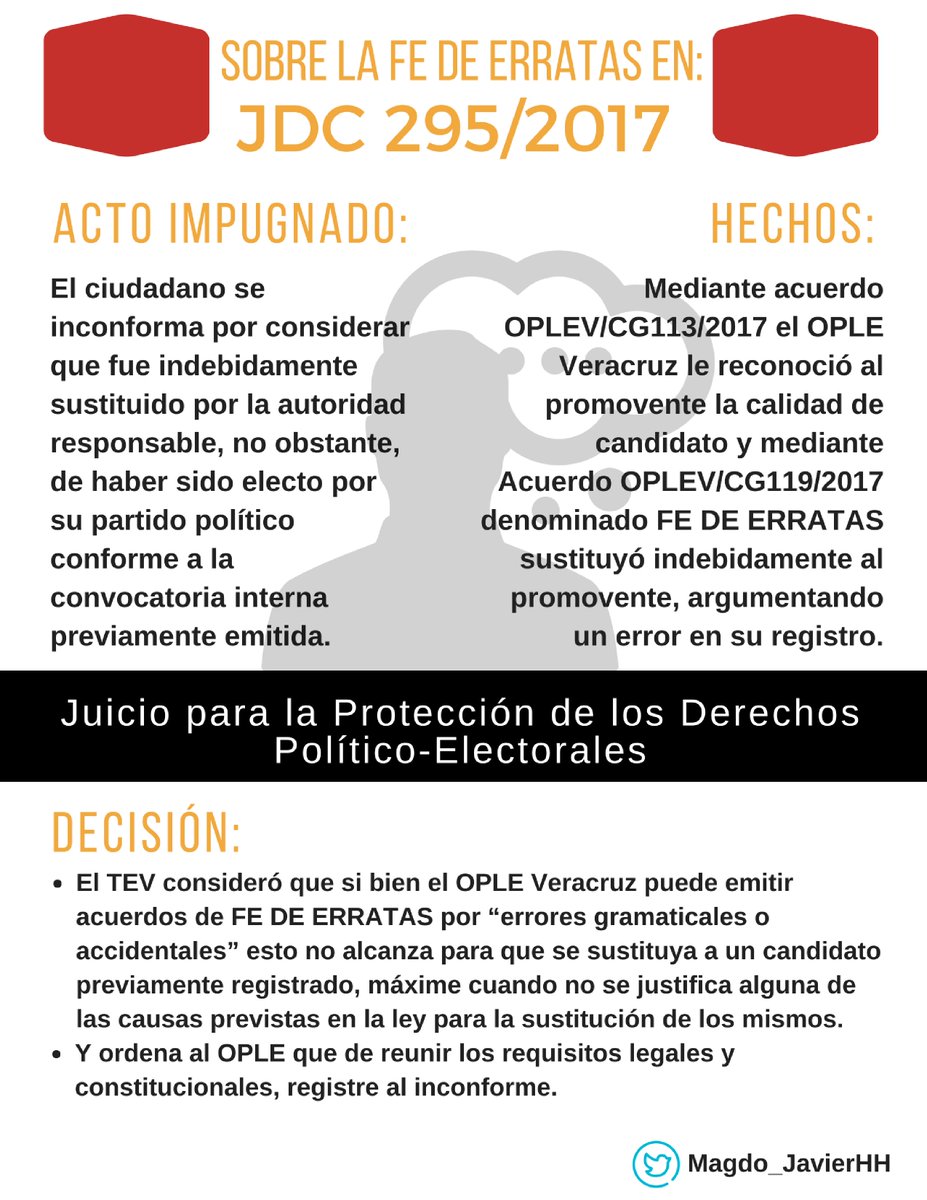 SOBRE LA FE DE ERRATAS EN:
JDC 295/2017
ACTO IMPUGNADO:
El ciudadano se
inconforma por considerar
que fue indebidamente
sustituido por la autoridad
responsable, no obstante,
de haber sido electo por
su partido político
conforme a la
convocatoria interna
previamente emitida.
HECHOS:
Mediante acuerdo
OPLEV/CG113/2017 el OPLE
Veracruz le reconoció al
promovente la calidad de
candidato y mediante
Acuerdo OPLEV/CG119/2017
denominado FE DE ERRATAS
sustituyó indebidamente al
promovente, argumentando
un error en su registro.
Juicio para la Protección de los Derechos
Político-Electorales
DECISIÓN:
• El TEV consideró que si bien el OPLE Veracruz puede emitir
acuerdos de FE DE ERRATAS por “errores gramaticales o
accidentales” esto no alcanza para que se sustituya a un candidato
previamente registrado, máxime cuando no se justifica alguna de
las causas previstas en la ley para la sustitución de los mismos.
• Y ordena al OPLE que de reunir los requisitos legales y
constitucionales, registre al inconforme.
Magdo_JavierHH